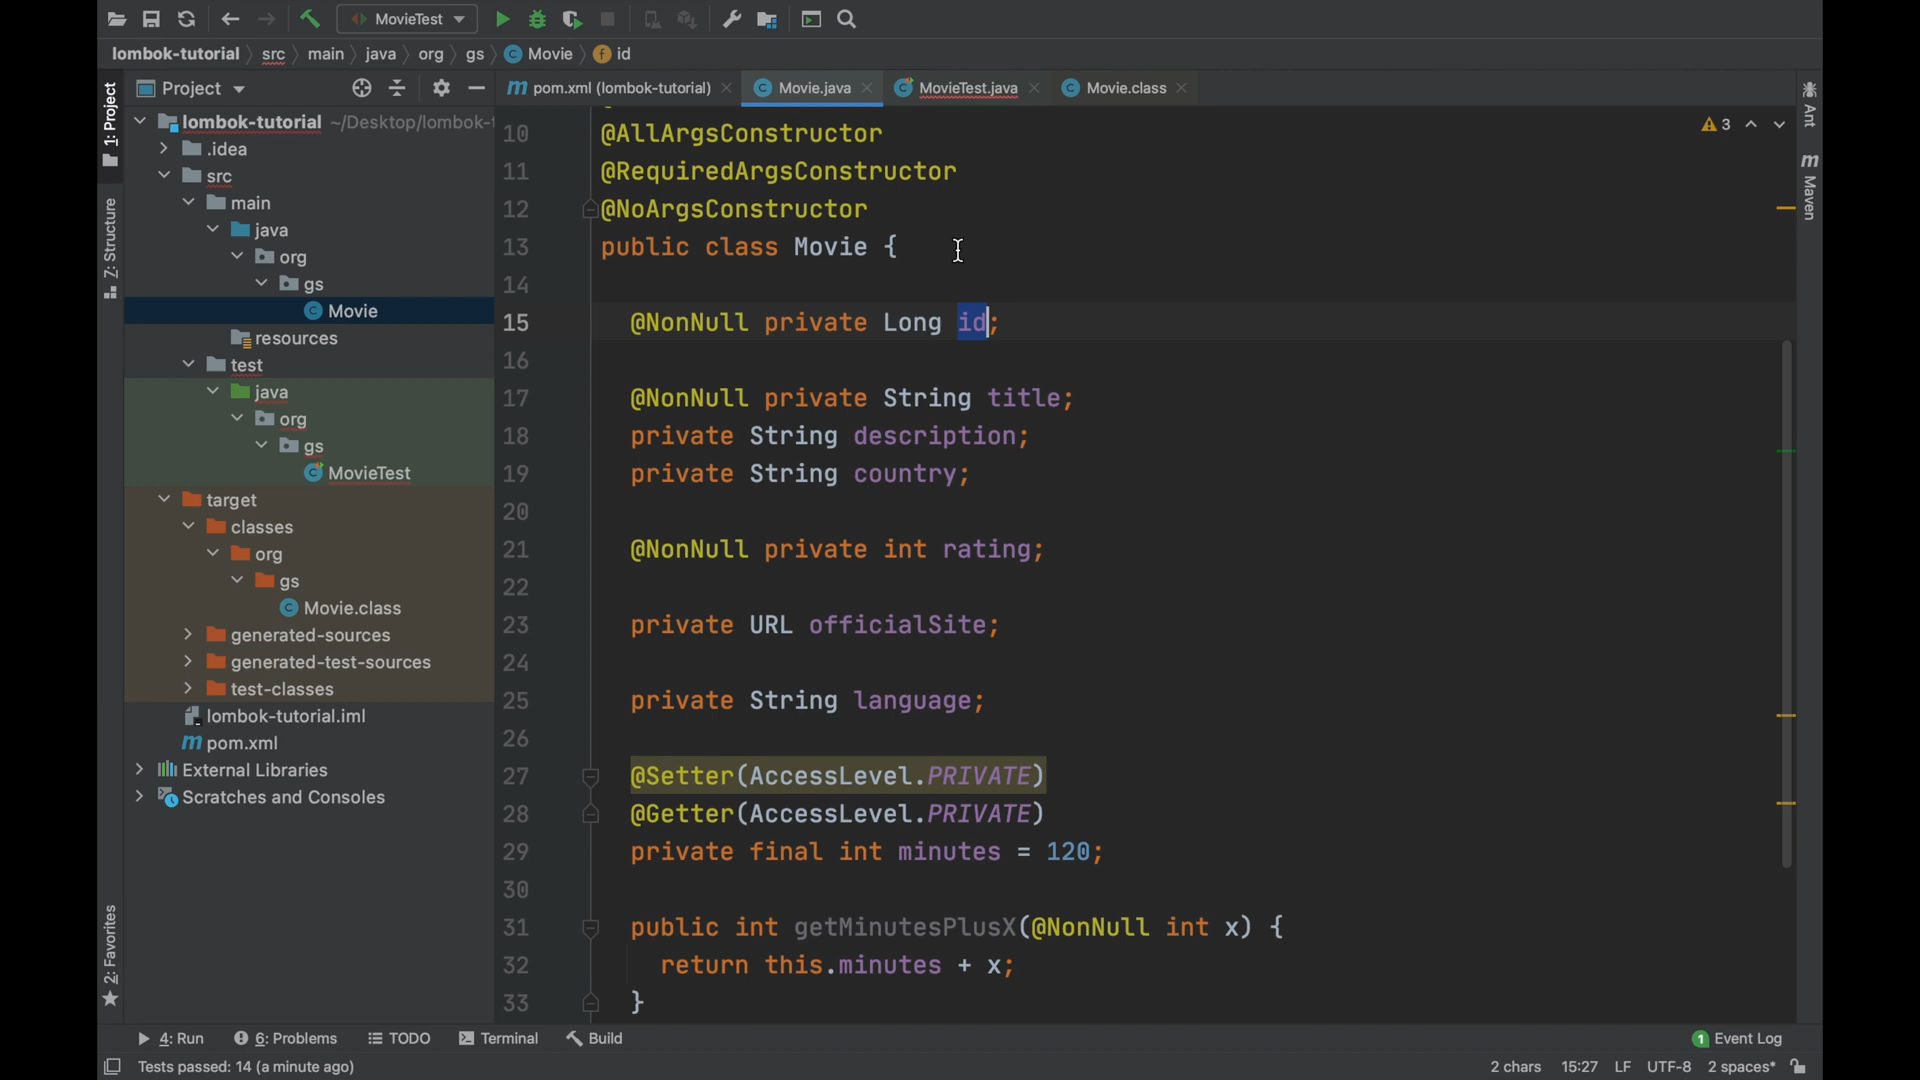 MovieTest
lombok-tutorial src main java org gs Movie id
Project
pom.xml (lombok-tutorial) Movie.java MovieTest.java Movie.class
1: Project
7: Structure
2: Favorites
lombok-tutorial ~/Desktop/lombok-t
.idea
src
main
java
org
gs
Movie
resources
test
java
org
gs
MovieTest
target
classes
org
gs
Movie.class
generated-sources
generated-test-sources
test-classes
lombok-tutorial.iml
pom.xml
External Libraries
Scratches and Consoles
10 @AllArgsConstructor
11 @RequiredArgsConstructor
12 @NoArgsConstructor
13 public class Movie {
14
15 @NonNull private Long id;
16
17 @NonNull private String title;
18 private String description;
19 private String country;
20
21 @NonNull private int rating;
22
23 private URL officialSite;
24
25 private String language;
26
27 @Setter(AccessLevel.PRIVATE)
28 @Getter(AccessLevel.PRIVATE)
29 private final int minutes = 120;
30
31 public int getMinutesPlusX(@NonNull int x) {
32 return this.minutes + x;
33 }
3
Ant
Maven
4: Run 6: Problems TODO Terminal Build
1 Event Log
Tests passed: 14 (a minute ago)
2 chars 15:27 LF UTF-8 2 spaces*